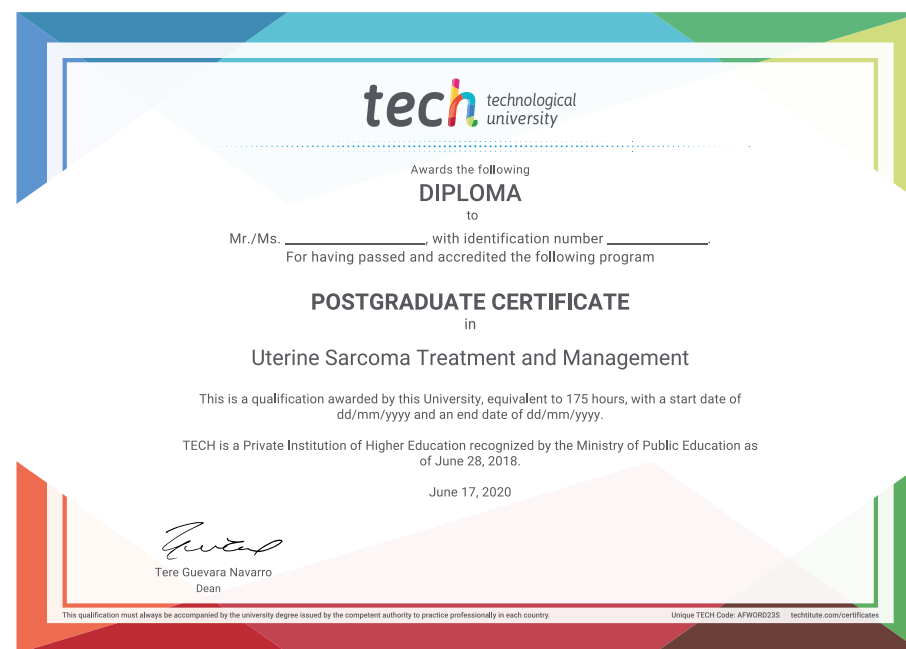 tech technological
university
Awards the following
DIPLOMA
to
Mr./Ms. ____________________, with identification number __________________.
For having passed and accredited the following program
POSTGRADUATE CERTIFICATE
in
Uterine Sarcoma Treatment and Management
This is a qualification awarded by this University, equivalent to 175 hours, with a start date of
dd/mm/yyyy and an end date of dd/mm/yyyy.
TECH is a Private Institution of Higher Education recognized by the Ministry of Public Education as
of June 28, 2018.
June 17, 2020
Tere Guevara Navarro
Dean
This qualification must always be accompanied by the university degree issued by the competent authority to practice professionally in each country. Unique TECH Code: AFWORD23S techtitute.com/certificates